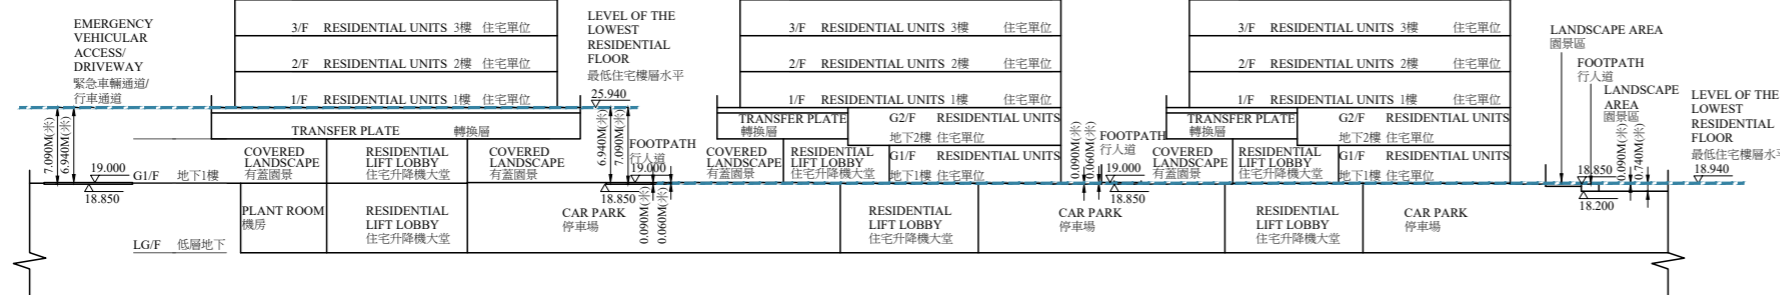 EMERGENCY
VEHICULAR
ACCESS/
DRIVEWAY
緊急車輛通道/
行車通道
3/F RESIDENTIAL UNITS 3樓 住宅單位
2/F RESIDENTIAL UNITS 2樓 住宅單位
1/F RESIDENTIAL UNITS 1樓 住宅單位
LEVEL OF THE
LOWEST
RESIDENTIAL
FLOOR
最低住宅樓層水平
25.940
3/F RESIDENTIAL UNITS 3樓 住宅單位
2/F RESIDENTIAL UNITS 2樓 住宅單位
1/F RESIDENTIAL UNITS 1樓 住宅單位
3/F RESIDENTIAL UNITS 3樓 住宅單位
2/F RESIDENTIAL UNITS 2樓 住宅單位
1/F RESIDENTIAL UNITS 1樓 住宅單位
LANDSCAPE AREA
園景區
FOOTPATH
行人道
LANDSCAPE
AREA
園景區
LEVEL OF THE
LOWEST
RESIDENTIAL
FLOOR
最低住宅樓層水平
18.940
7.090M(米)
6.940M(米)
TRANSFER PLATE 轉換層
6.940M(米)
7.090M(米)
FOOTPATH
行人道
19.000
18.850
TRANSFER PLATE
轉換層
G2/F RESIDENTIAL UNITS
地下2樓 住宅單位
G1/F RESIDENTIAL UNITS
地下1樓 住宅單位
0.090M(米)
0.060M(米)
FOOTPATH
行人道
19.000
18.850
TRANSFER PLATE
轉換層
G2/F RESIDENTIAL UNITS
地下2樓 住宅單位
G1/F RESIDENTIAL UNITS
地下1樓 住宅單位
18.850
18.200
0.090M(米)
0.740M(米)
19.000
18.850
G1/F 地下1樓
COVERED
LANDSCAPE
有蓋園景
RESIDENTIAL
LIFT LOBBY
住宅升降機大堂
COVERED
LANDSCAPE
有蓋園景
COVERED
LANDSCAPE
有蓋園景
RESIDENTIAL
LIFT LOBBY
住宅升降機大堂
COVERED
LANDSCAPE
有蓋園景
RESIDENTIAL
LIFT LOBBY
住宅升降機大堂
LG/F 低層地下
PLANT ROOM
機房
RESIDENTIAL
LIFT LOBBY
住宅升降機大堂
CAR PARK
停車場
0.090M(米)
0.060M(米)
RESIDENTIAL
LIFT LOBBY
住宅升降機大堂
CAR PARK
停車場
RESIDENTIAL
LIFT LOBBY
住宅升降機大堂
CAR PARK
停車場